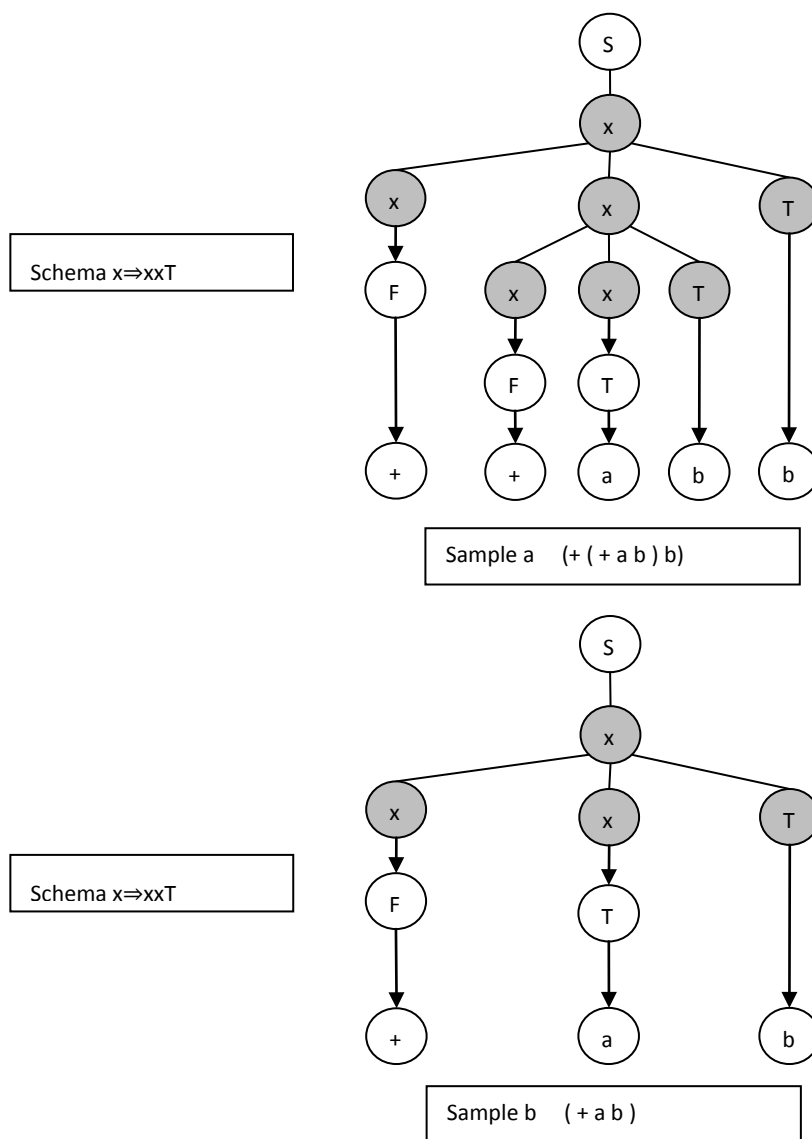 S
x
x x T
Schema x⇒xxT
F x x T
F T
+ + a b b
Sample a (+ ( + a b ) b)
S
x
x x T
Schema x⇒xxT
F T
+ a b
Sample b ( + a b )